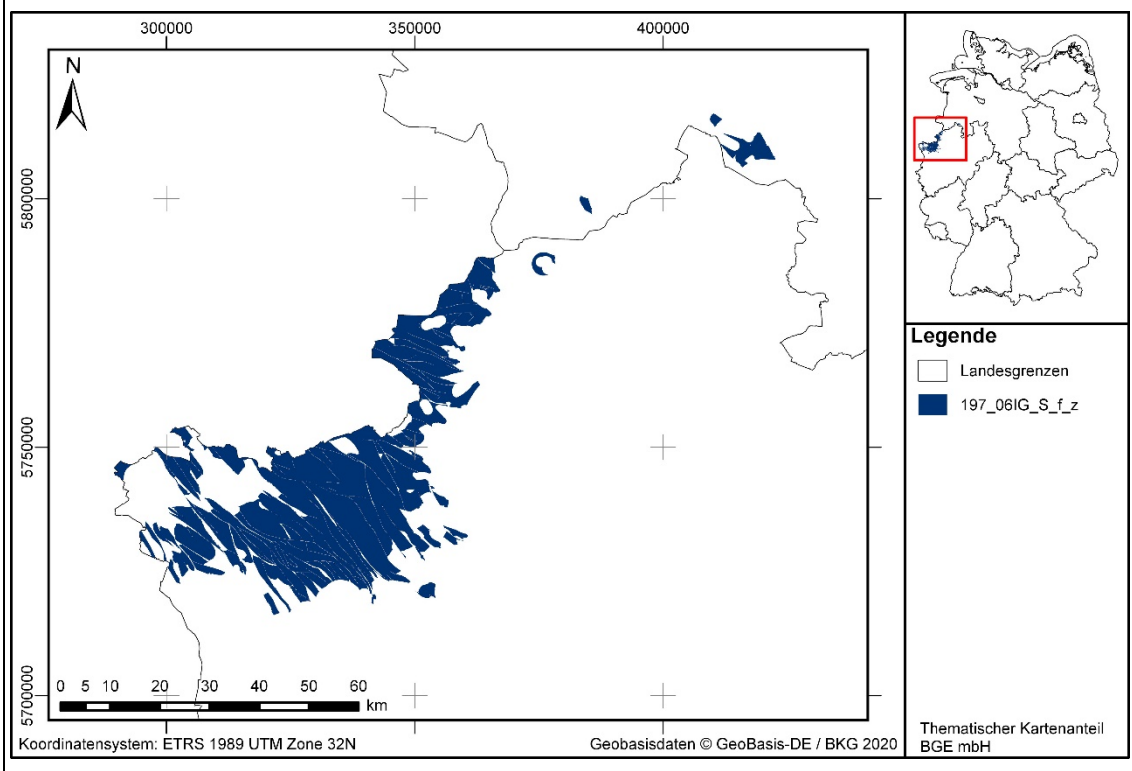 300000 350000 400000
N
5800000
5750000
5700000
0 5 10 20 30 40 50 60
km
Koordinatensystem: ETRS 1989 UTM Zone 32N
Geobasisdaten © GeoBasis-DE / BKG 2020
Legende
Landesgrenzen
197_06IG_S_f_z
Thematischer Kartenanteil
BGE mbH